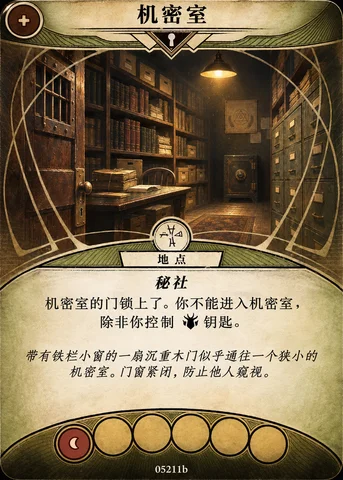 机密室
地点
秘社
机密室的门锁上了。你不能进入机密室，
除非你控制 钥匙。
带有铁栏小窗的一扇沉重木门似乎通往一个狭小的
机密室。门窗紧闭，防止他人窥视。
05211b